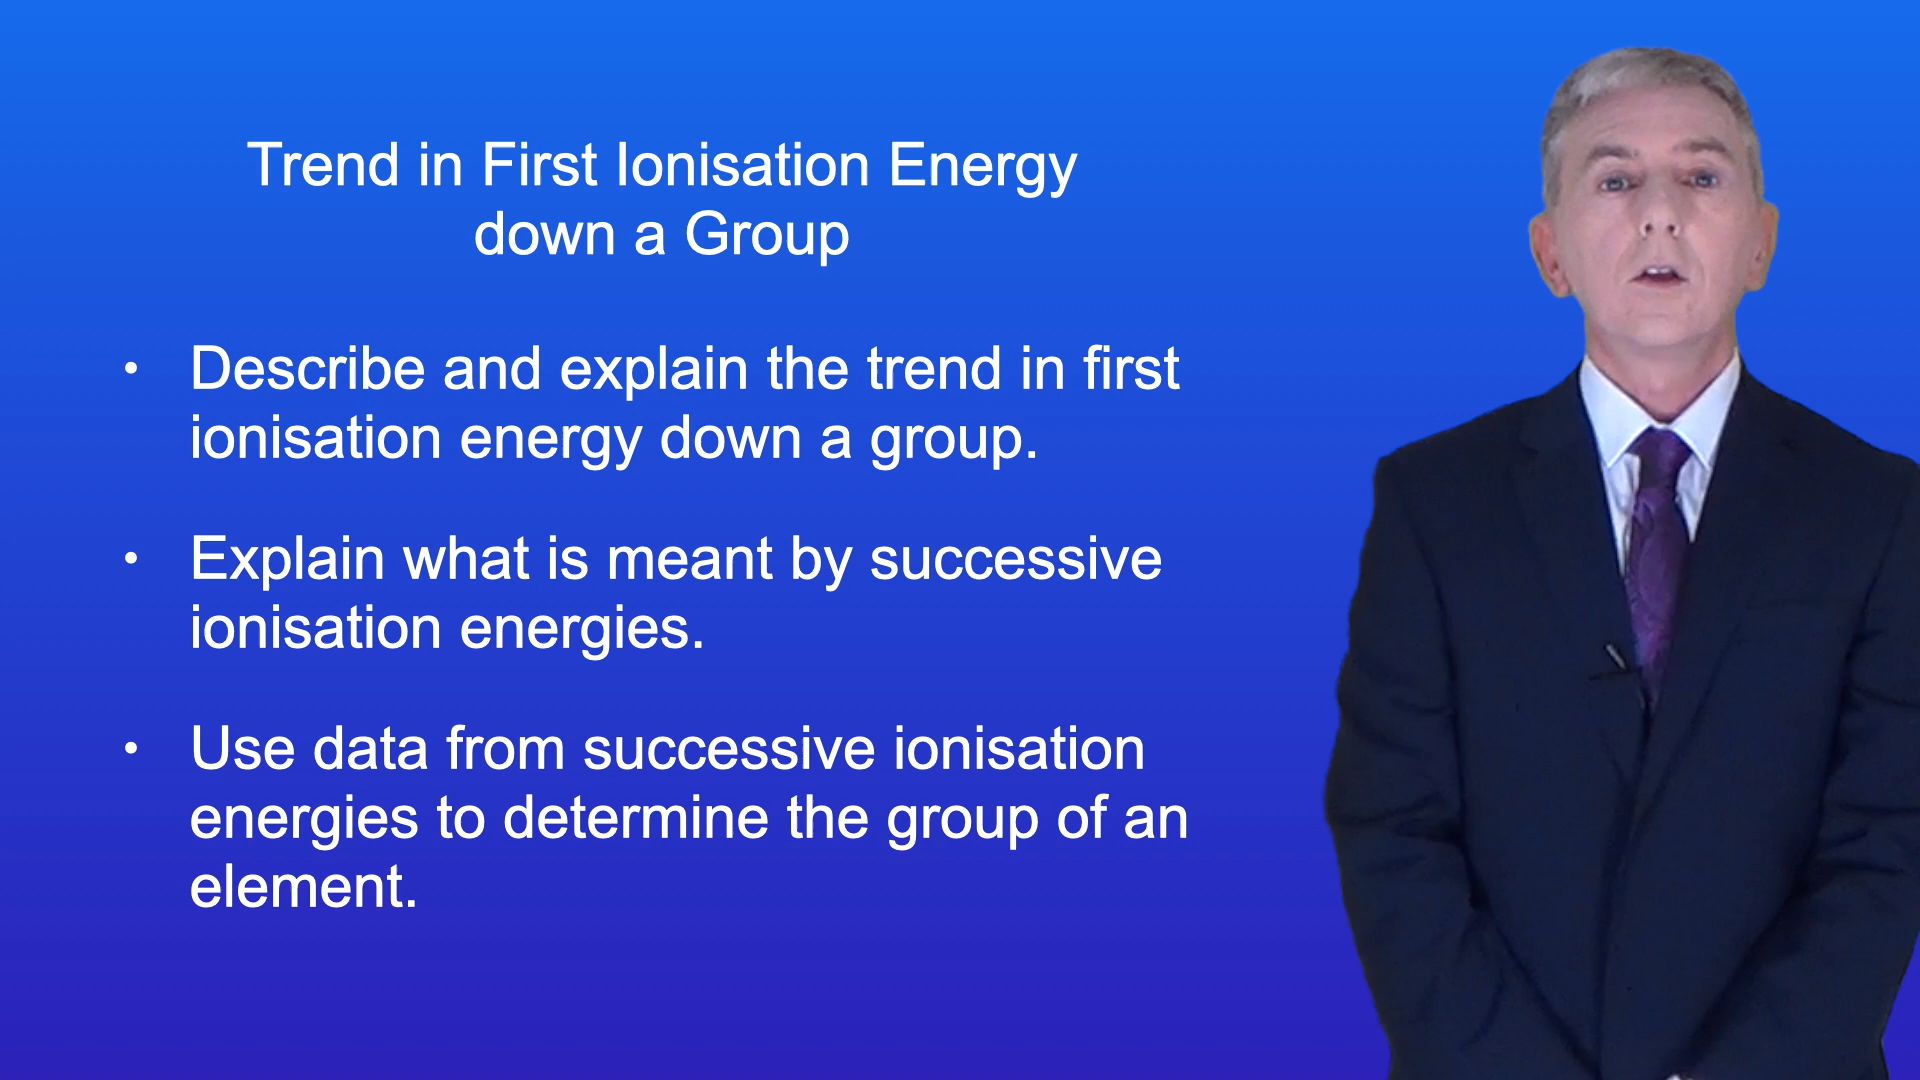 Trend in First Ionisation Energy
down a Group
• Describe and explain the trend in first
ionisation energy down a group.
• Explain what is meant by successive
ionisation energies.
• Use data from successive ionisation
energies to determine the group of an
element.